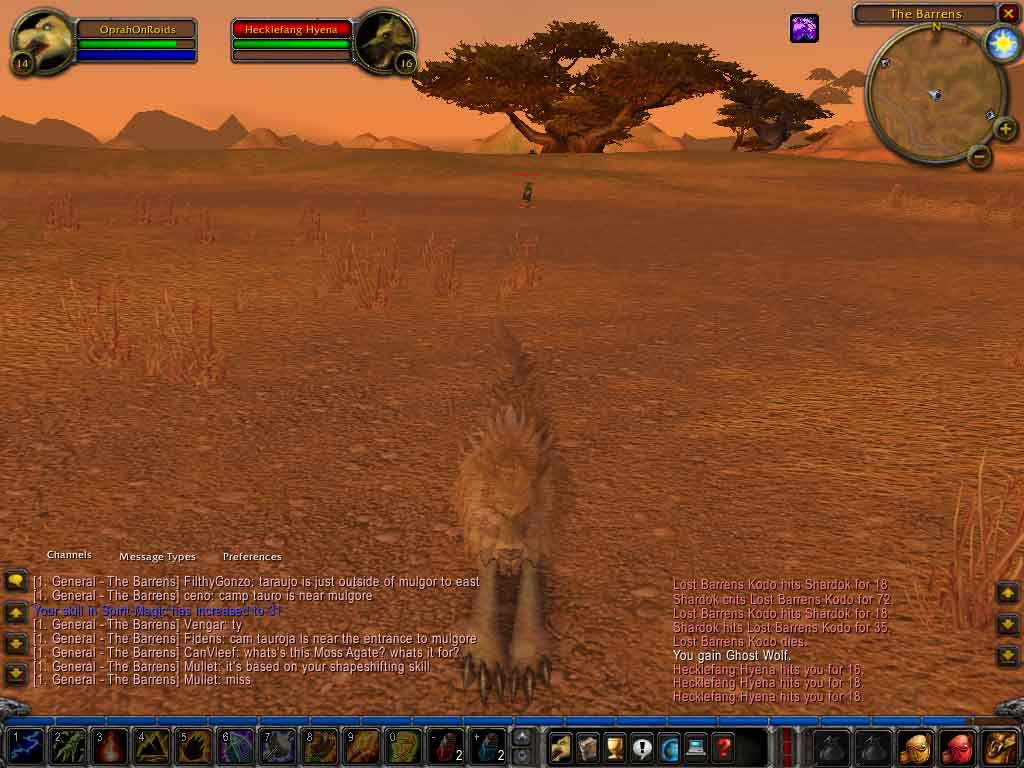 OprahOnRoids
14
Hecklefang Hyena
16
The Barrens
N
Channels
Message Types
Preferences
[1. General - The Barrens] FilthyGonzo: taraujo is just outside of mulgor to east
[1. General - The Barrens] ceno: camp tauro is near mulgore
Your skill in Spirit Magic has increased to 31
[1. General - The Barrens] Vengar: ty
[1. General - The Barrens] Fidens: cam tauroja is near the entrance to mulgore
[1. General - The Barrens] CanVleef: whats's this Moss Agate? whats it for?
[1. General - The Barrens] Mullet: it's based on your shapeshifting skill
[1. General - The Barrens] Mullet: miss
Lost Barrens Kodo hits Shardok for 18.
Shardok crits Lost Barrens Kodo for 72.
Lost Barrens Kodo hits Shardok for 18.
Shardok hits Lost Barrens Kodo for 35.
Lost Barrens Kodo dies.
You gain Ghost Wolf.
Hecklefang Hyena hits you for 16.
Hecklefang Hyena hits you for 18.
Hecklefang Hyena hits you for 18.
1 2 3 4 5 6 7 8 9 0 - 2 + 2